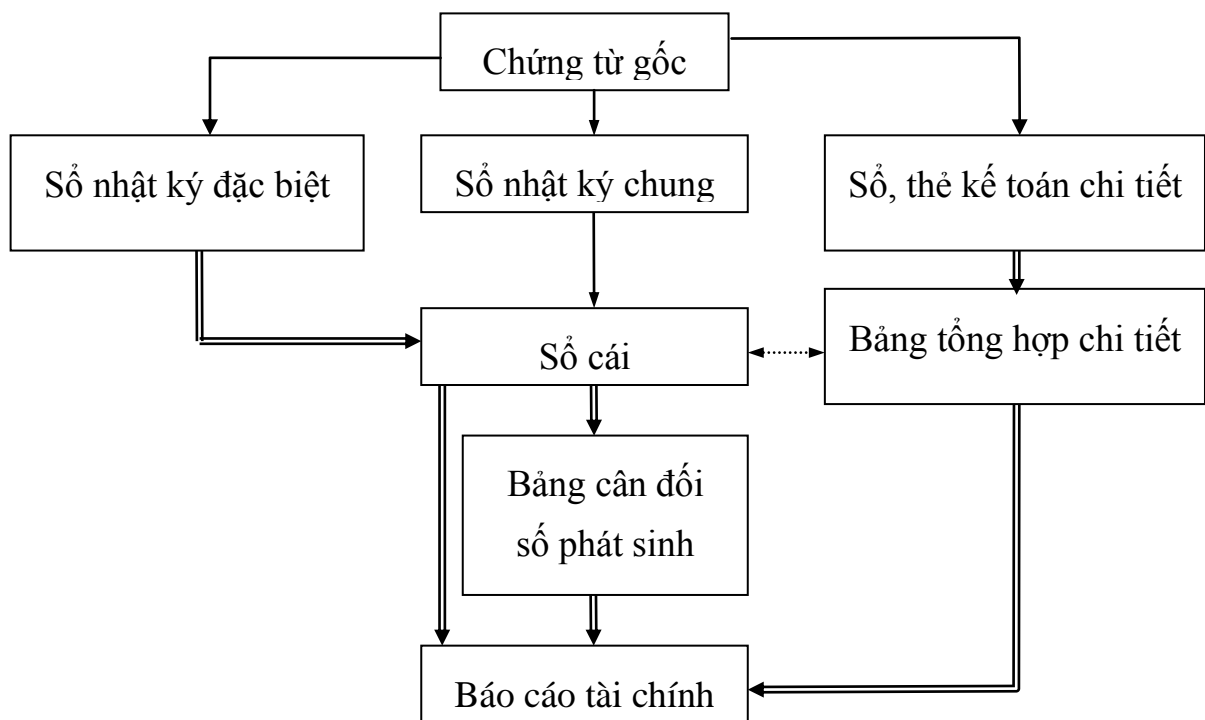 Chứng từ gốc
Sổ nhật ký đặc biệt
Sổ nhật ký chung
Sổ, thẻ kế toán chi tiết
Sổ cái
Bảng tổng hợp chi tiết
Bảng cân đối
số phát sinh
Báo cáo tài chính